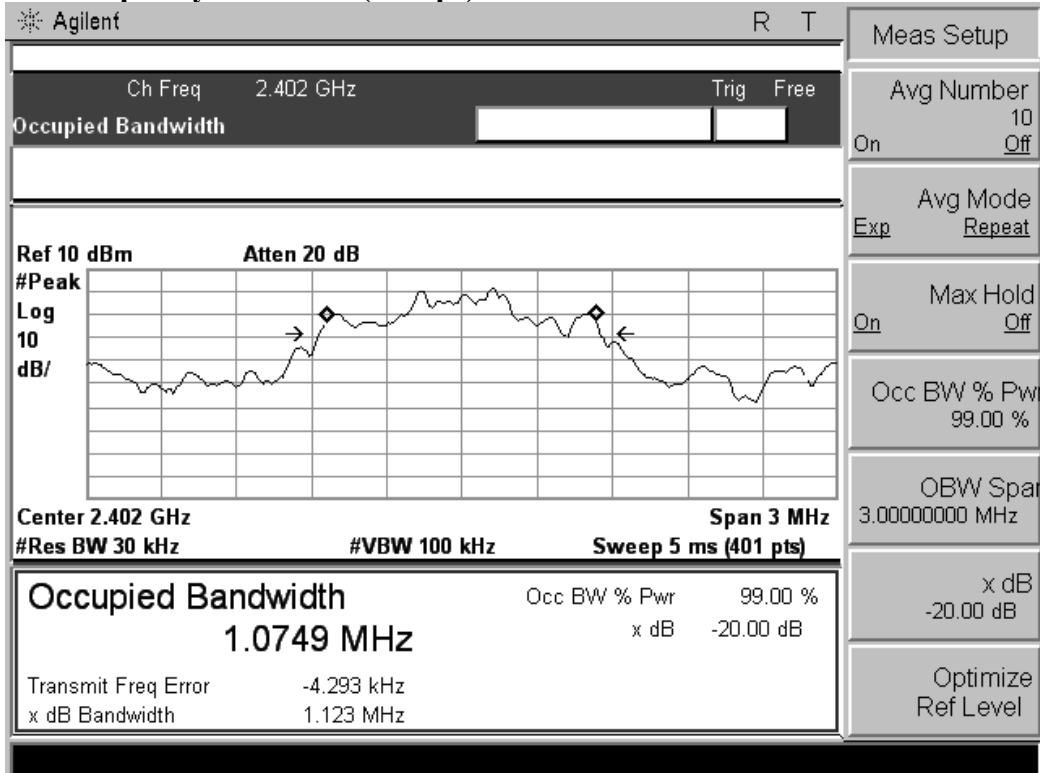 Agilent
R T
Ch Freq 2.402 GHz Trig Free
Occupied Bandwidth
Ref 10 dBm Atten 20 dB
#Peak
Log
10
dB/
Center 2.402 GHz Span 3 MHz
#Res BW 30 kHz #VBW 100 kHz Sweep 5 ms (401 pts)
Occupied Bandwidth
1.0749 MHz
Occ BW % Pwr 99.00 %
x dB -20.00 dB
Transmit Freq Error -4.293 kHz
x dB Bandwidth 1.123 MHz
Meas Setup
Avg Number
10
On Off
Avg Mode
Exp Repeat
Max Hold
On Off
Occ BW % Pwr
99.00 %
OBW Span
3.00000000 MHz
x dB
-20.00 dB
Optimize
Ref Level